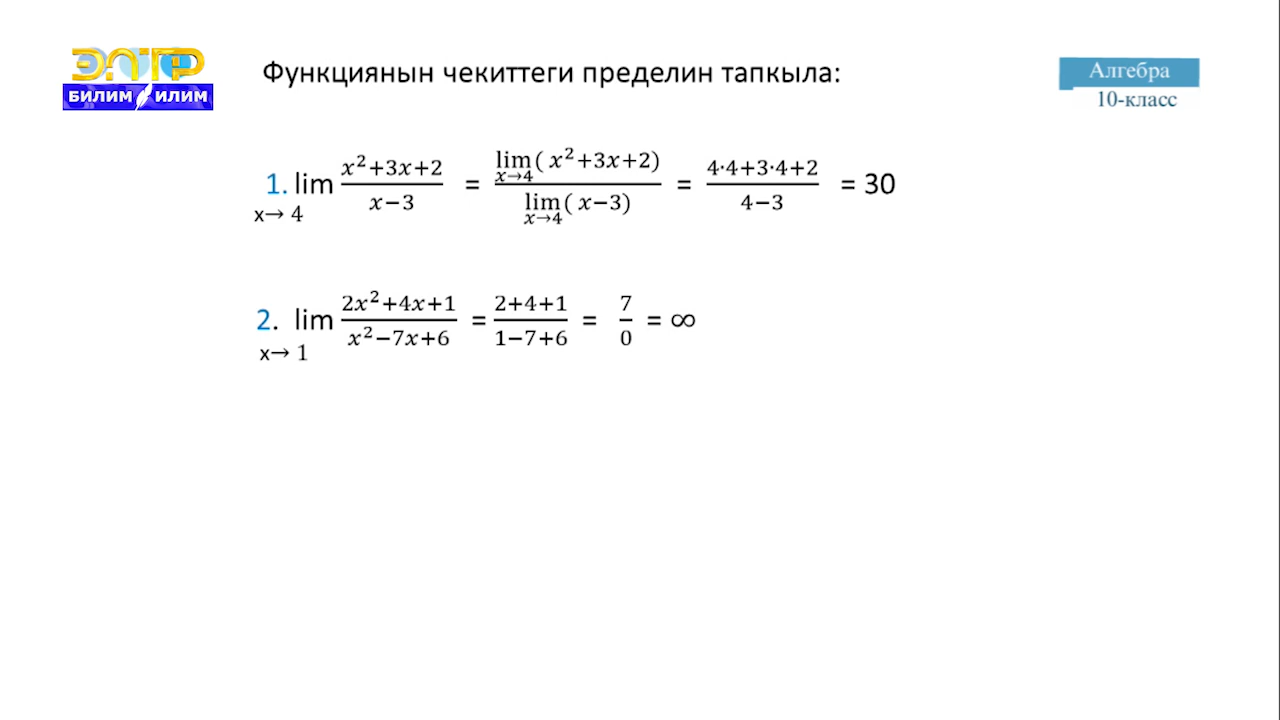 ЭЛТР
БИЛИМ ИЛИМ
Функциянын чекиттеги пределин тапкыла:
Алгебра
10-класс
1. lim x→ 4 (x²+3x+2)/(x−3) = (lim x→4 ( x²+3x+2))/(lim x→4 ( x−3)) = (4·4+3·4+2)/(4−3) = 30
2. lim x→ 1 (2x²+4x+1)/(x²−7x+6) = (2+4+1)/(1−7+6) = 7/0 = ∞